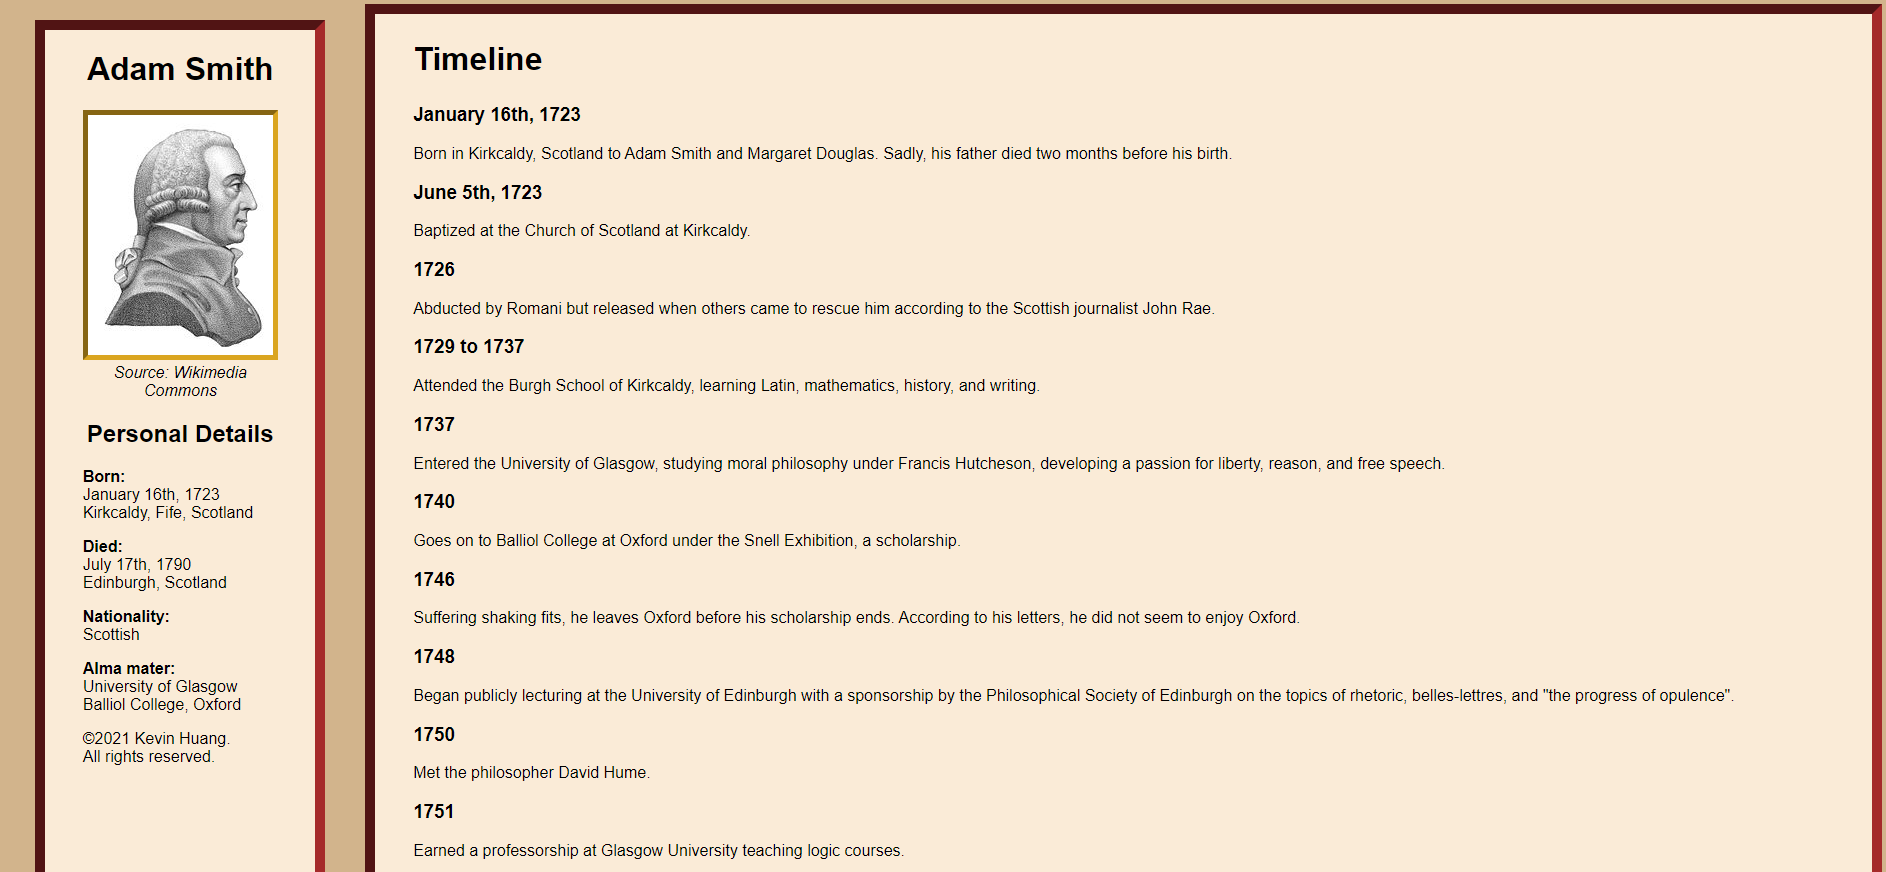 Adam Smith
Source: Wikimedia
Commons
Personal Details
Born:
January 16th, 1723
Kirkcaldy, Fife, Scotland
Died:
July 17th, 1790
Edinburgh, Scotland
Nationality:
Scottish
Alma mater:
University of Glasgow
Balliol College, Oxford
©2021 Kevin Huang.
All rights reserved.
Timeline
January 16th, 1723
Born in Kirkcaldy, Scotland to Adam Smith and Margaret Douglas. Sadly, his father died two months before his birth.
June 5th, 1723
Baptized at the Church of Scotland at Kirkcaldy.
1726
Abducted by Romani but released when others came to rescue him according to the Scottish journalist John Rae.
1729 to 1737
Attended the Burgh School of Kirkcaldy, learning Latin, mathematics, history, and writing.
1737
Entered the University of Glasgow, studying moral philosophy under Francis Hutcheson, developing a passion for liberty, reason, and free speech.
1740
Goes on to Balliol College at Oxford under the Snell Exhibition, a scholarship.
1746
Suffering shaking fits, he leaves Oxford before his scholarship ends. According to his letters, he did not seem to enjoy Oxford.
1748
Began publicly lecturing at the University of Edinburgh with a sponsorship by the Philosophical Society of Edinburgh on the topics of rhetoric, belles-lettres, and "the progress of opulence".
1750
Met the philosopher David Hume.
1751
Earned a professorship at Glasgow University teaching logic courses.